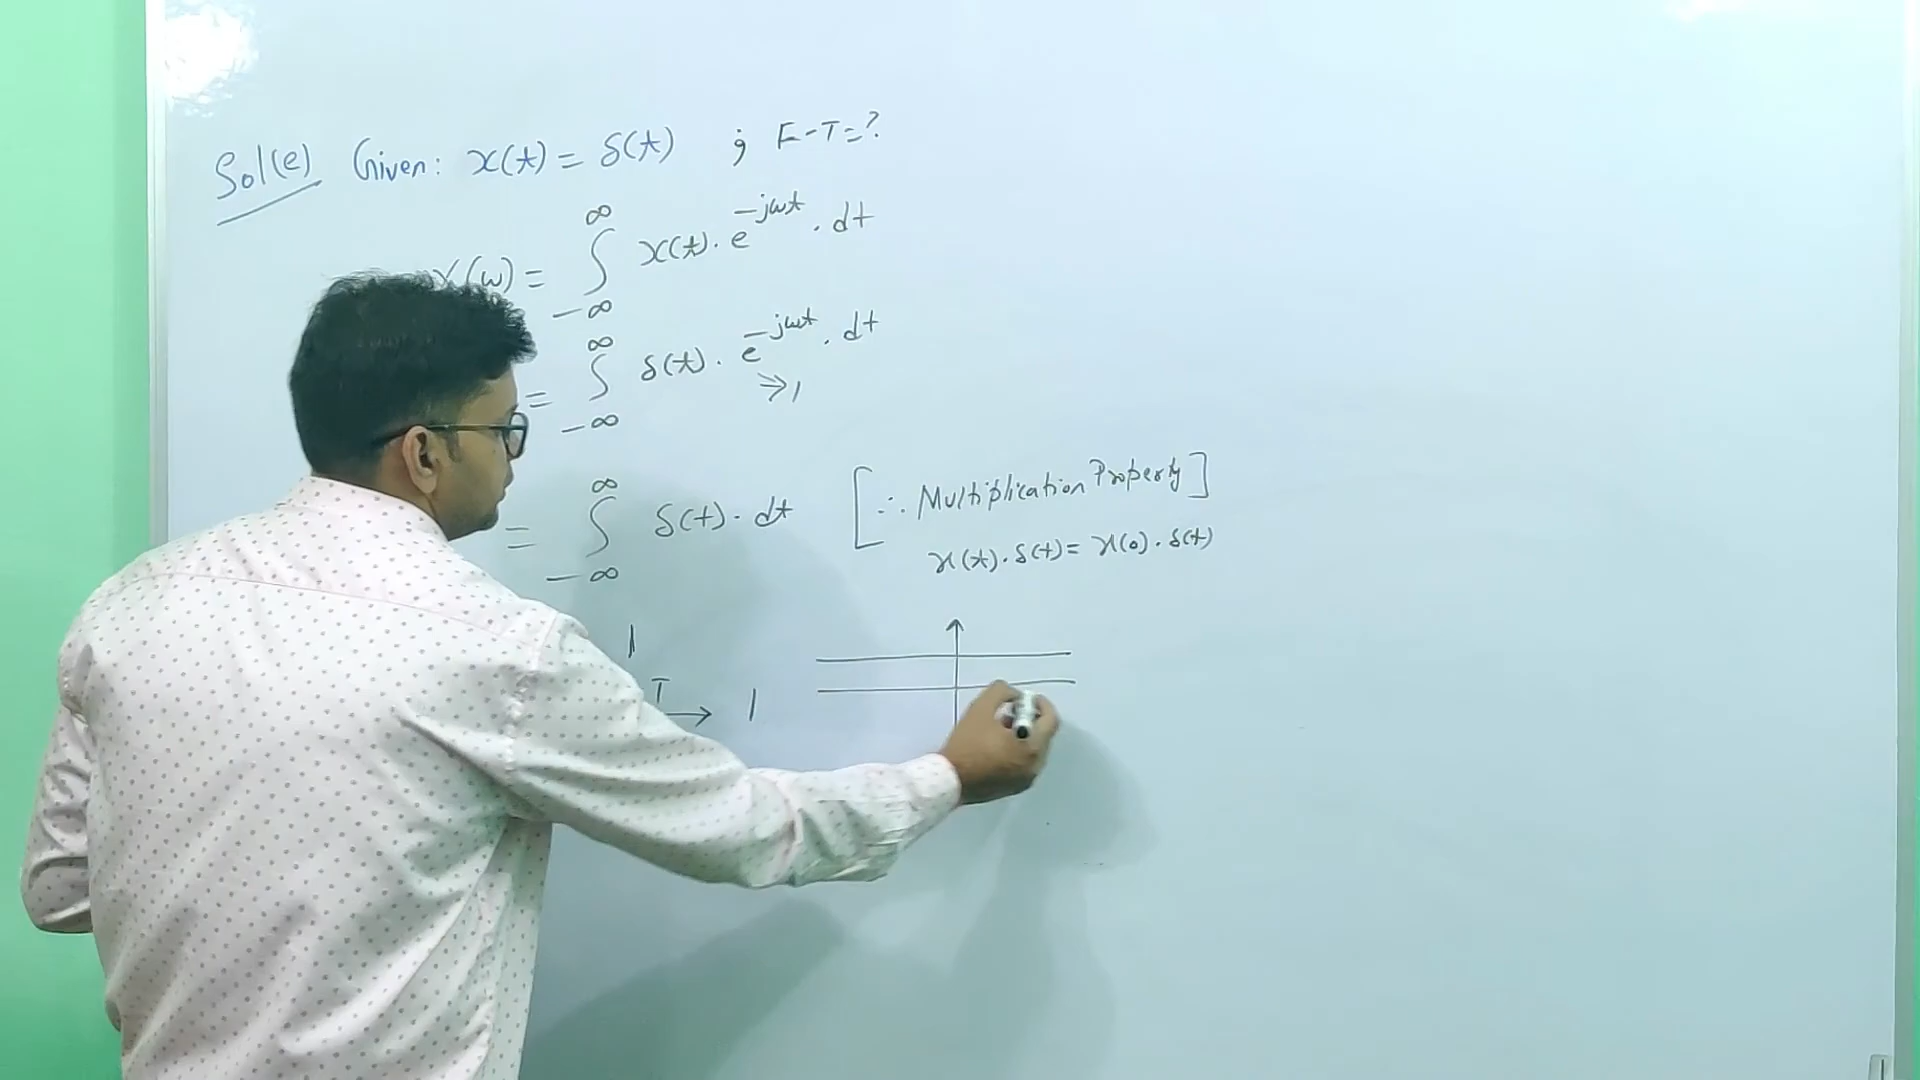 Sol(e) Given: x(t) = δ(t) ; F-T=?
X(ω) = ∫_{-∞}^{∞} x(t). e^{-jωt} . dt
= ∫_{-∞}^{∞} δ(t). e^{-jωt} . dt
⇒1
= ∫_{-∞}^{∞} δ(t). dt [∵ Multiplication Property]
x(t). δ(t) = x(0). δ(t)
1
T → 1